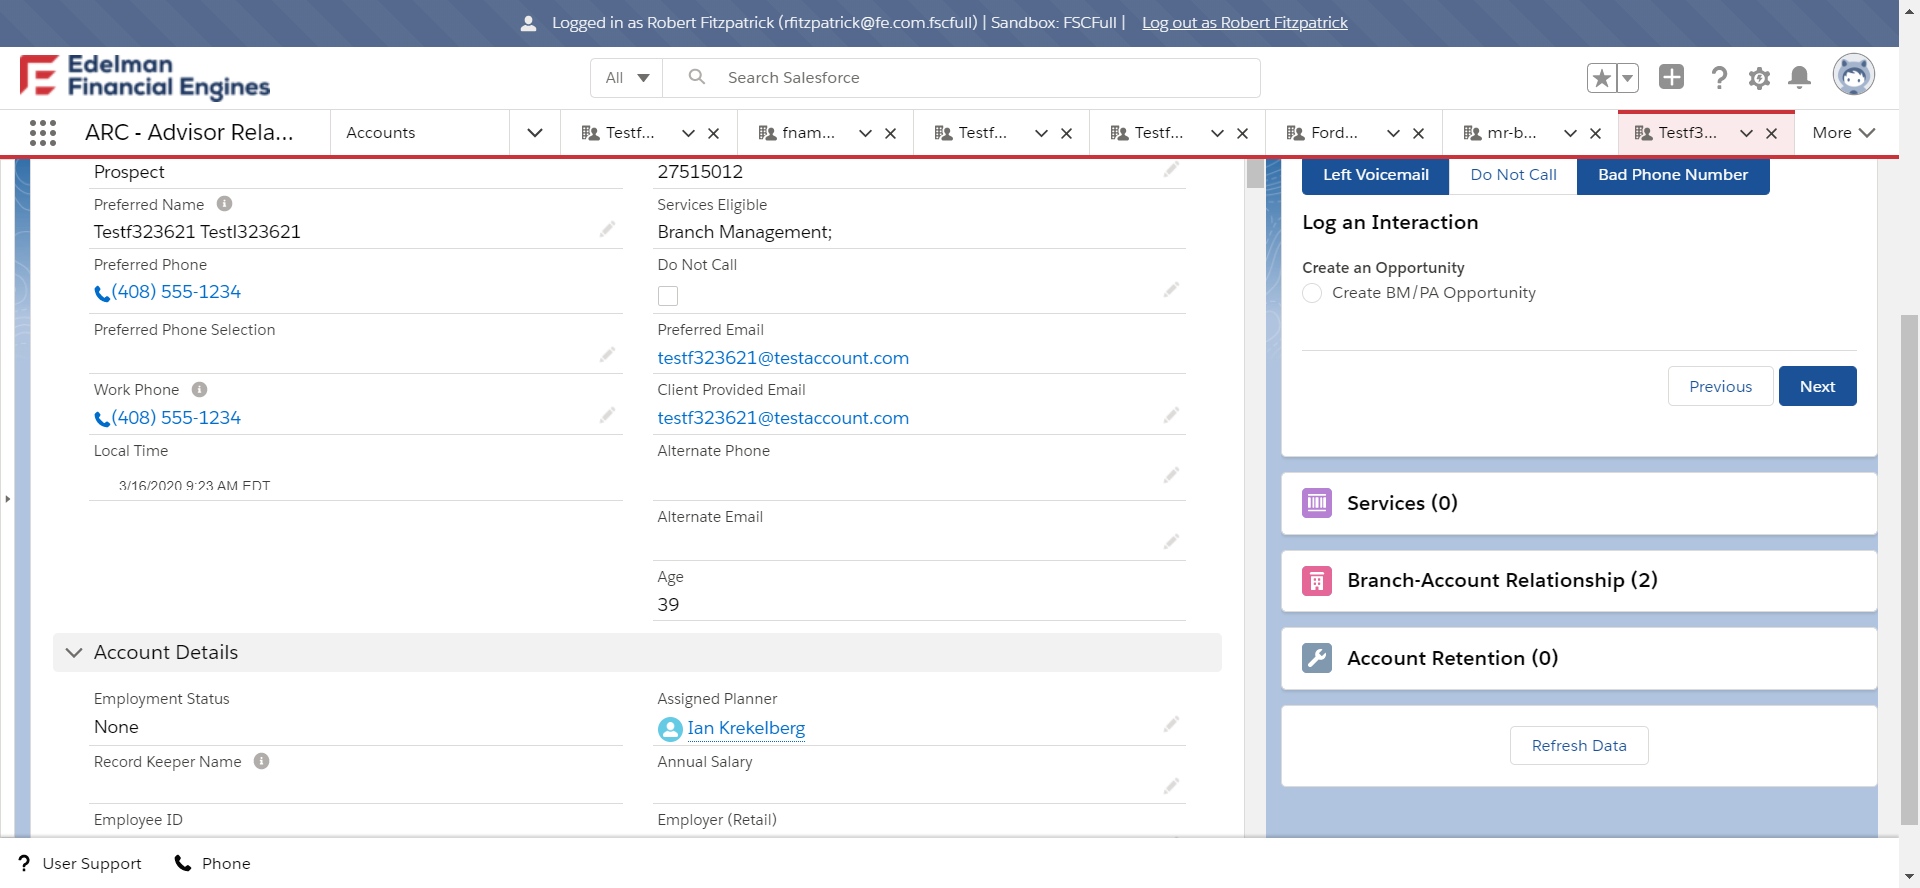 Logged in as Robert Fitzpatrick (rfitzpatrick@fe.com.fscfull) | Sandbox: FSCFull | Log out as Robert Fitzpatrick
Edelman
Financial Engines
All
Search Salesforce
ARC - Advisor Rela...
Accounts
Testf...
fnam...
Testf...
Testf...
Ford...
mr-b...
Testf3...
More
Prospect
27515012
Preferred Name
Testf323621 Testl323621
Services Eligible
Branch Management;
Preferred Phone
(408) 555-1234
Do Not Call
Preferred Phone Selection
Preferred Email
testf323621@testaccount.com
Work Phone
(408) 555-1234
Client Provided Email
testf323621@testaccount.com
Local Time
3/16/2020 9:23 AM EDT
Alternate Phone
Alternate Email
Age
39
Account Details
Employment Status
None
Assigned Planner
Ian Krekelberg
Record Keeper Name
Annual Salary
Employee ID
Employer (Retail)
Left Voicemail
Do Not Call
Bad Phone Number
Log an Interaction
Create an Opportunity
Create BM/PA Opportunity
Previous
Next
Services (0)
Branch-Account Relationship (2)
Account Retention (0)
Refresh Data
? User Support
Phone